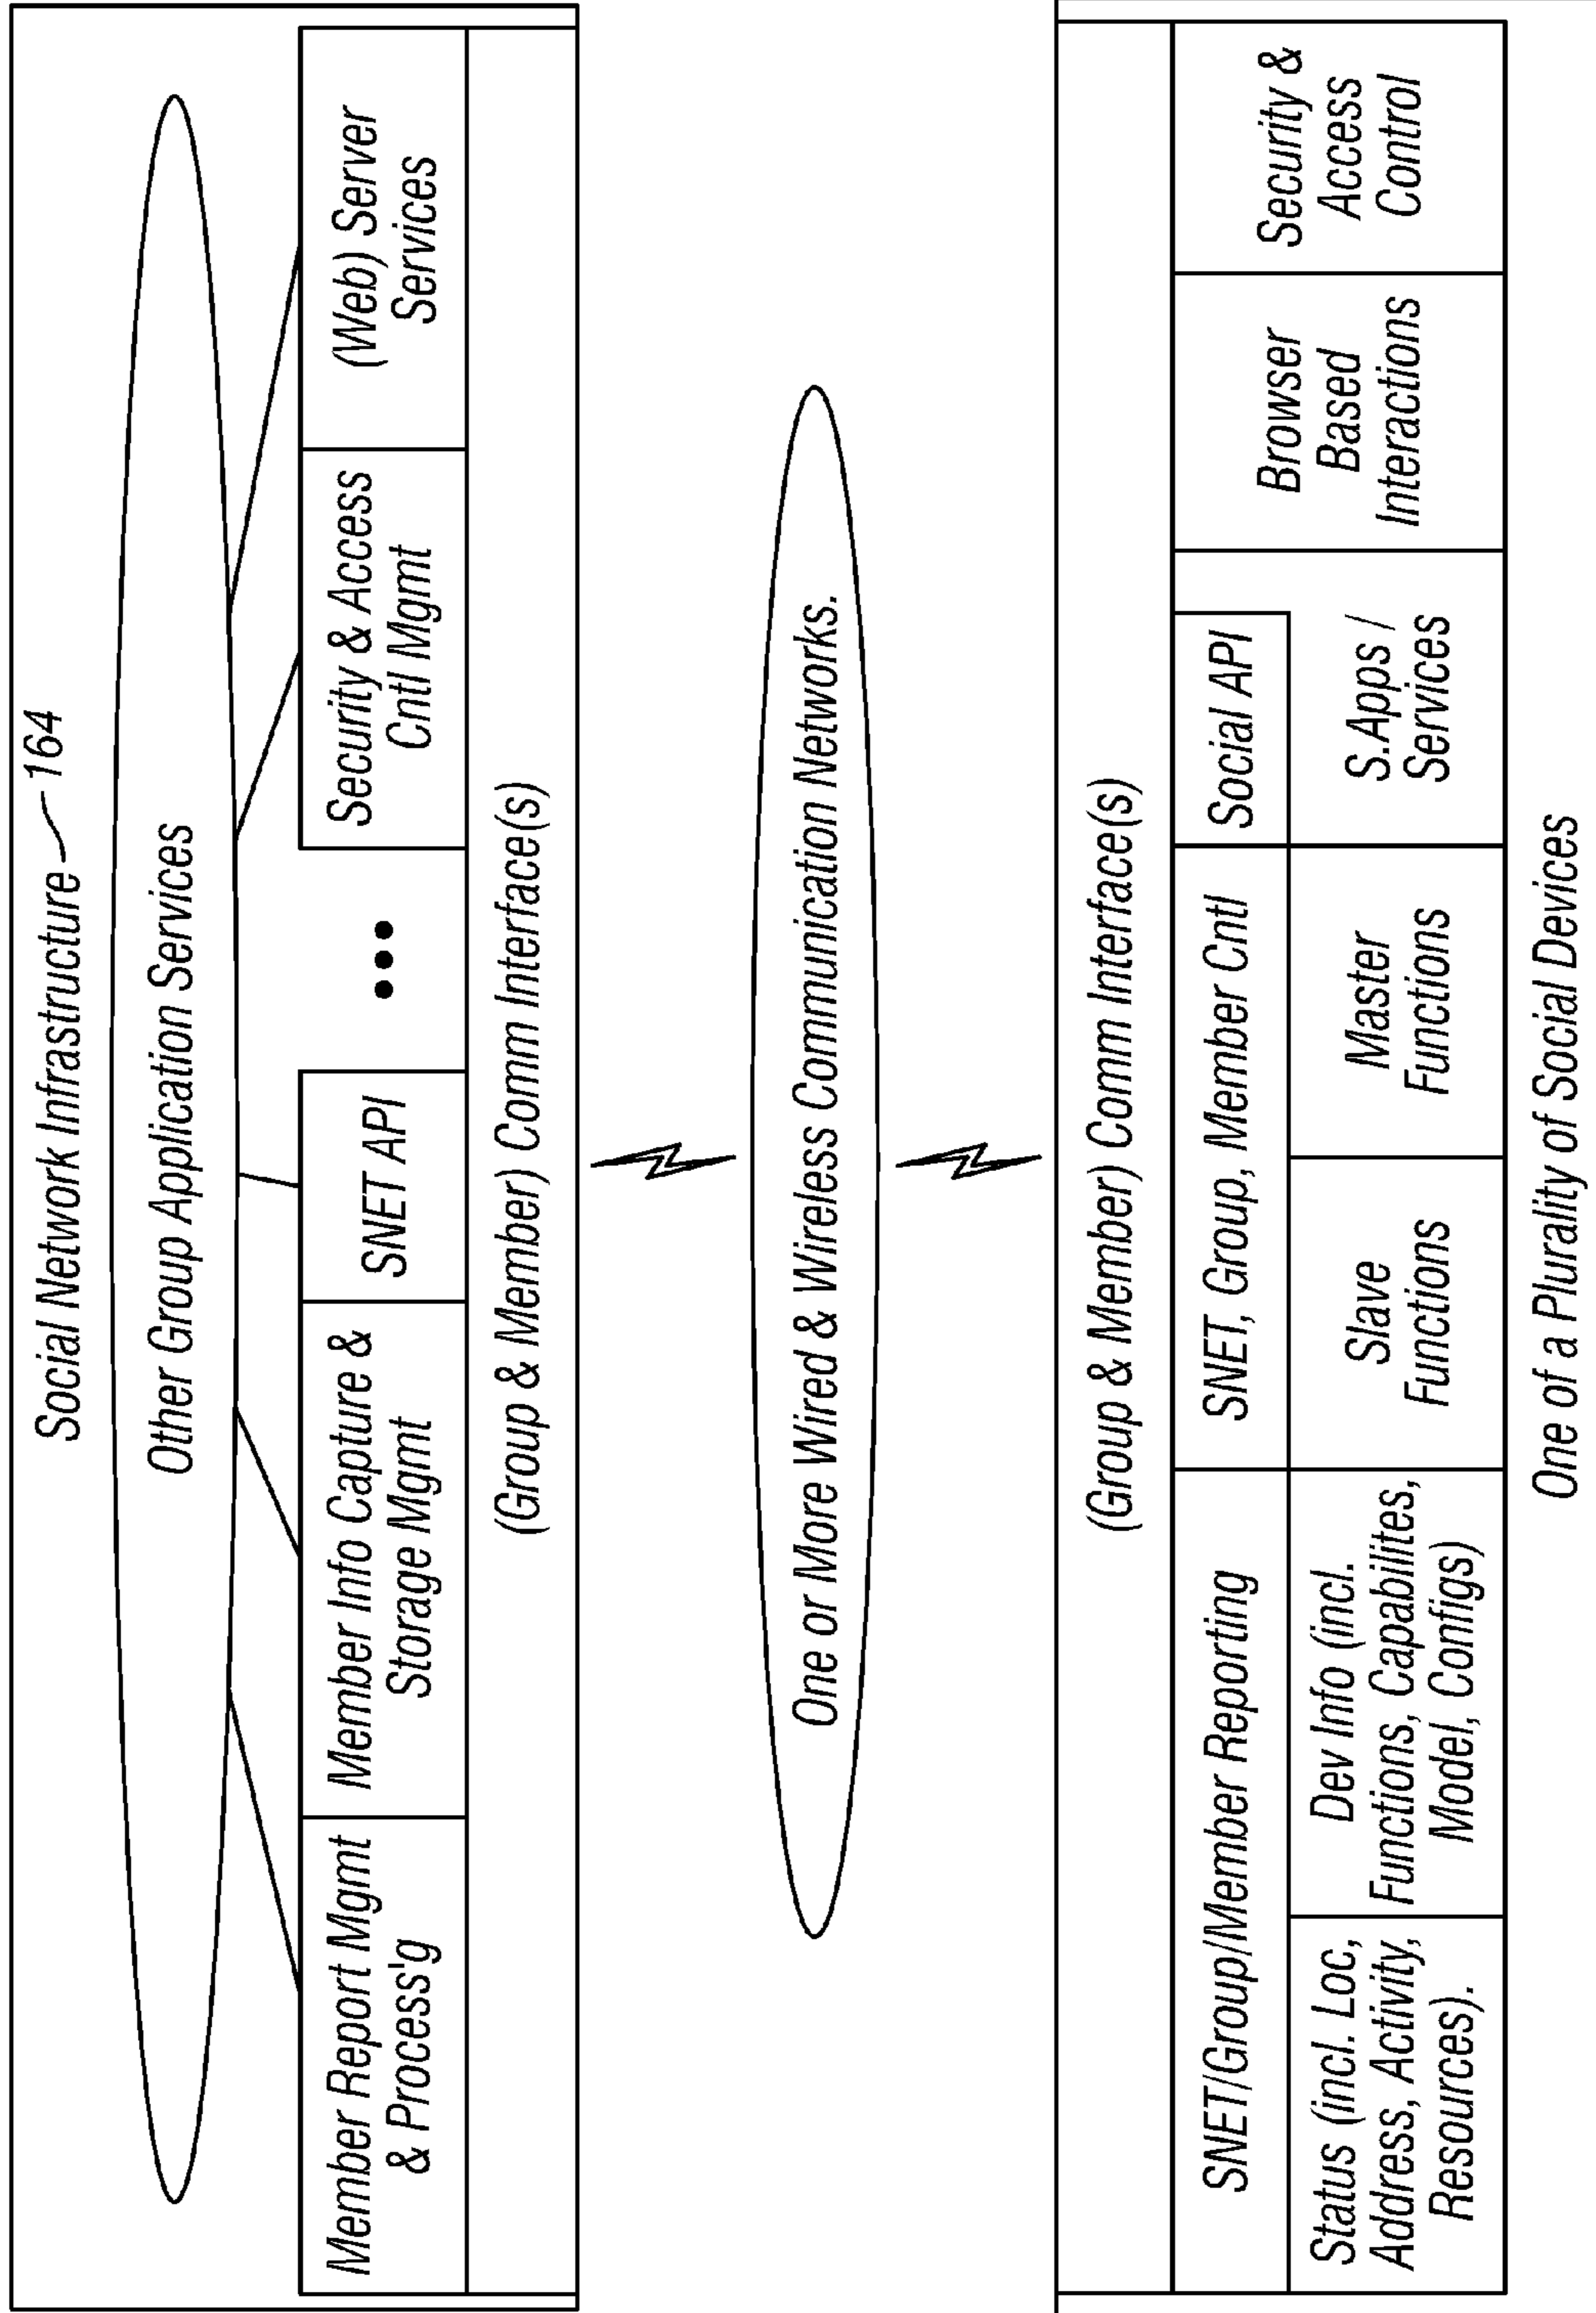 Social Network Infrastructure 164
Other Group Application Services
Member Report Mgmt
& Process'g
Member Info Capture &
Storage Mgmt
SNET API
•••
Security & Access
Cntl Mgmt
(Web) Server
Services
(Group & Member) Comm Interface(s)
One or More Wired & Wireless Communication Networks.
(Group & Member) Comm Interface(s)
SNET/Group/Member Reporting
SNET, Group, Member Cntl
Social API
Status (incl. Loc,
Address, Activity,
Resources).
Dev Info (incl.
Functions, Capabilites,
Model, Configs)
Slave
Functions
Master
Functions
S.Apps /
Services
Browser
Based
Interactions
Security &
Access
Control
One of a Plurality of Social Devices